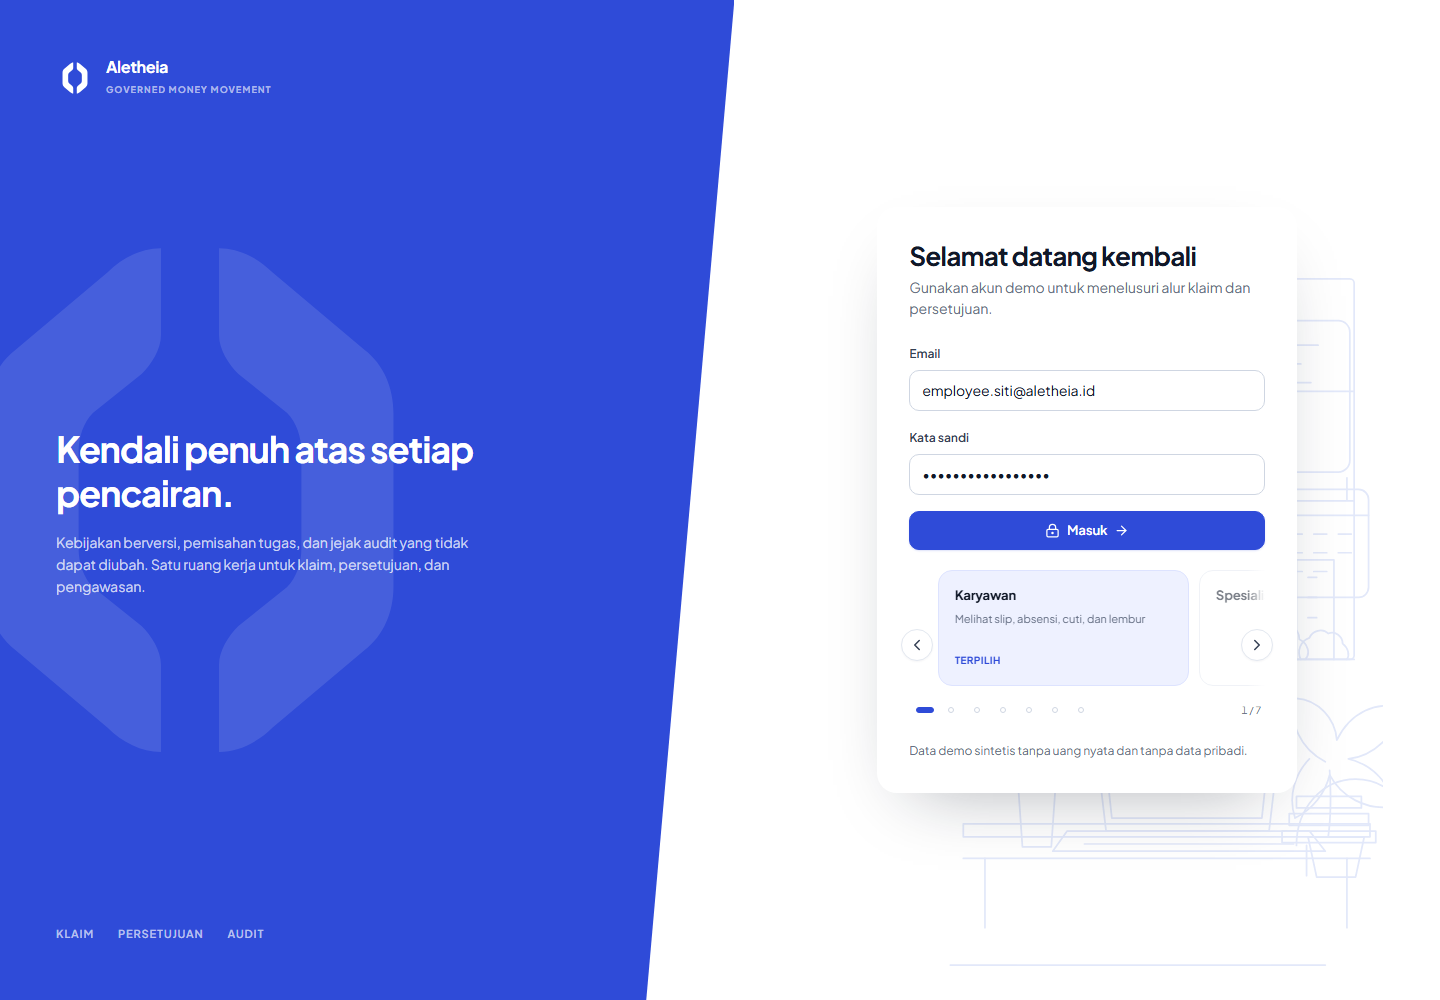 Aletheia
GOVERNED MONEY MOVEMENT
Kendali penuh atas setiap
pencairan.
Kebijakan berversi, pemisahan tugas, dan jejak audit yang tidak
dapat diubah. Satu ruang kerja untuk klaim, persetujuan, dan
pengawasan.
KLAIM PERSETUJUAN AUDIT
Selamat datang kembali
Gunakan akun demo untuk menelusuri alur klaim dan
persetujuan.
Email
employee.siti@aletheia.id
Kata sandi
•••••••••••••••••
Masuk
Karyawan
Melihat slip, absensi, cuti, dan lembur
TERPILIH
Spesiali
1 / 7
Data demo sintetis tanpa uang nyata dan tanpa data pribadi.